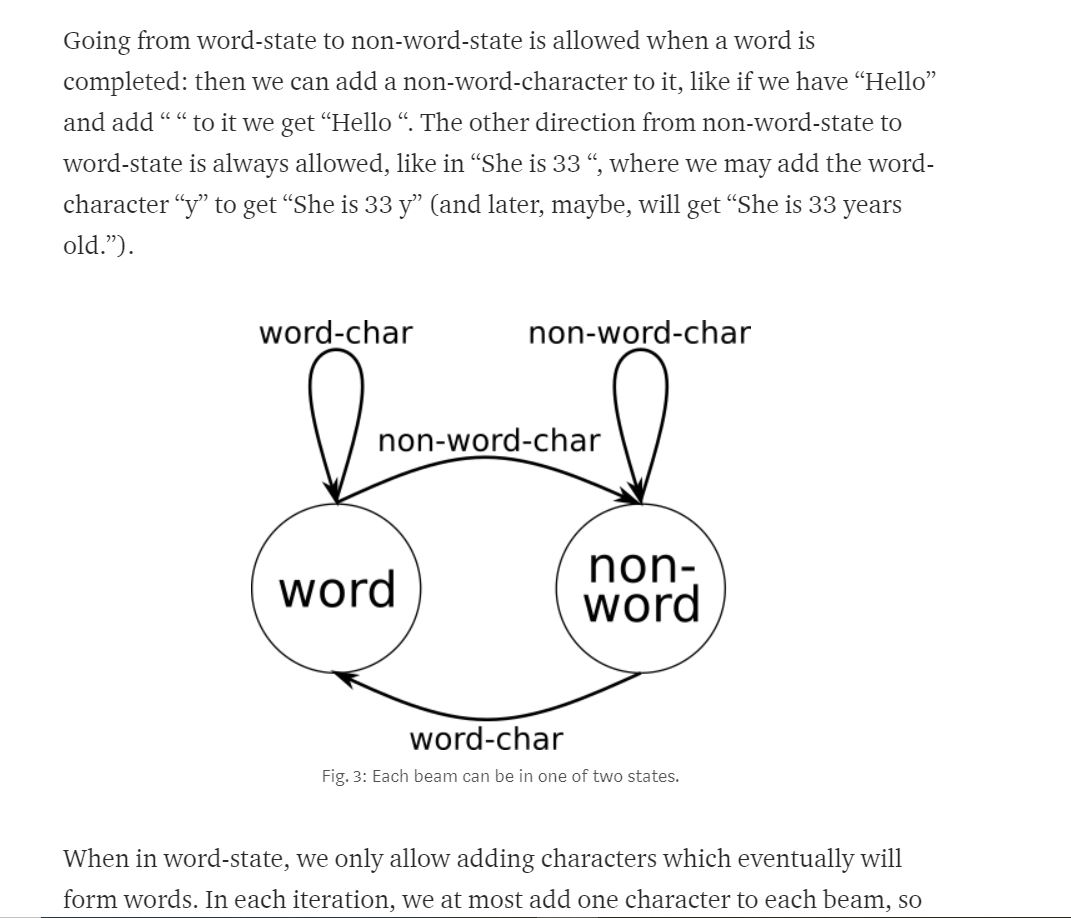 Going from word-state to non-word-state is allowed when a word is
completed: then we can add a non-word-character to it, like if we have “Hello”
and add “ “ to it we get “Hello “. The other direction from non-word-state to
word-state is always allowed, like in “She is 33 “, where we may add the word-
character “y” to get “She is 33 y” (and later, maybe, will get “She is 33 years
old.”).
word-char
non-word-char
non-word-char
word
non-
word
word-char
Fig. 3: Each beam can be in one of two states.
When in word-state, we only allow adding characters which eventually will
form words. In each iteration, we at most add one character to each beam, so